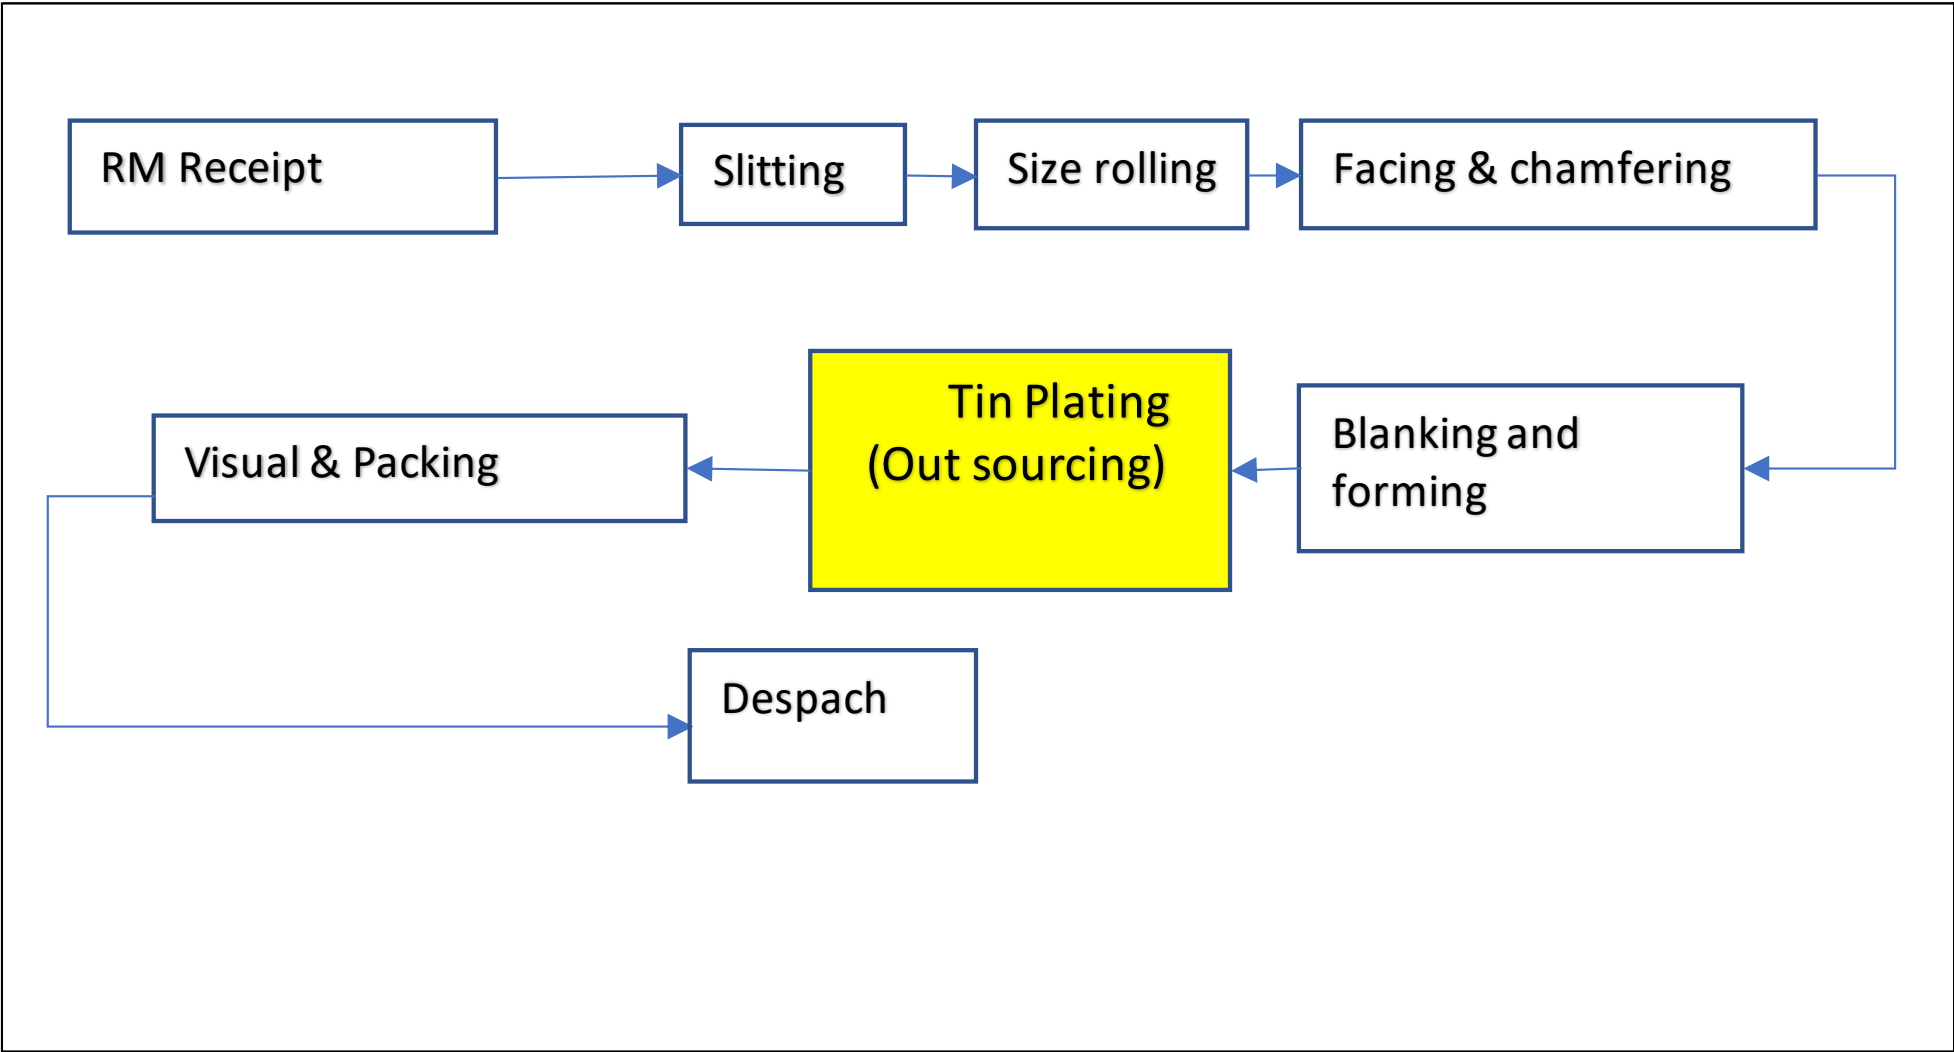 RM Receipt
Slitting
Size rolling
Facing & chamfering
Blanking and
forming
Tin Plating
(Out sourcing)
Visual & Packing
Despach